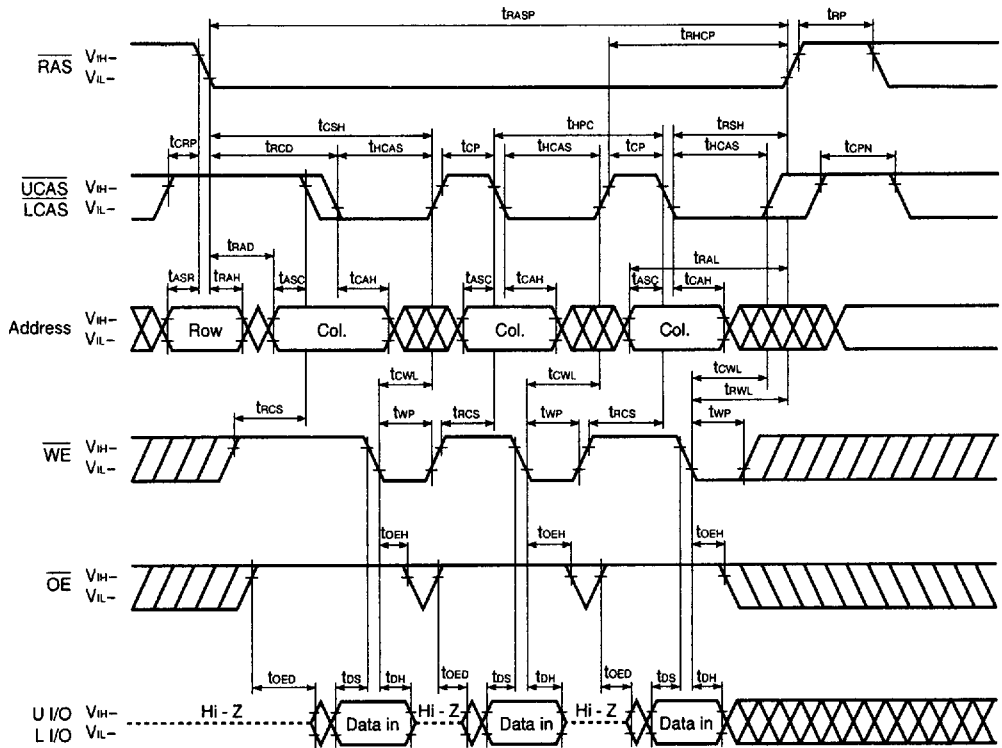 tRASP tRP
tRHCP
RAS VIH–
VIL–
tCSH tHPC tRSH
tCRP tRCD tHCAS tCP tHCAS tCP tHCAS tCPN
UCAS VIH–
LCAS VIL–
tRAD tRAL
tASR tRAH tASC tCAH tASC tCAH tASC tCAH
Address VIH–
VIL–
Row Col. Col. Col.
tCWL tCWL tCWL
tRWL
tRCS tWP tRCS tWP tRCS tWP
WE VIH–
VIL–
tOEH tOEH tOEH
OE VIH–
VIL–
tOED tDS tDH tOED tDS tDH tOED tDS tDH
U I/O VIH–
L I/O VIL–
Hi - Z Data in Hi - Z Data in Hi - Z Data in